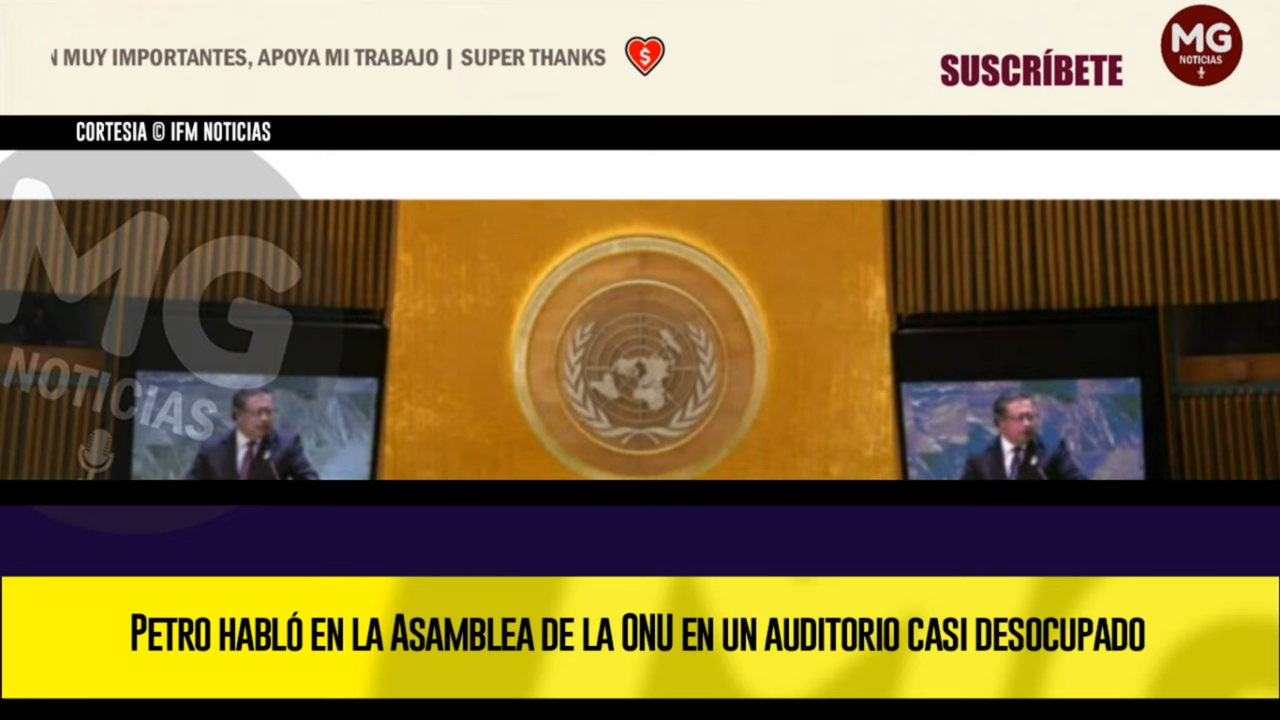 N MUY IMPORTANTES, APOYA MI TRABAJO | SUPER THANKS
$
SUSCRÍBETE
MG
NOTICIAS
CORTESIA © IFM NOTICIAS
MG
NOTICIAS
PETRO HABLÓ EN LA ASAMBLEA DE LA ONU EN UN AUDITORIO CASI DESOCUPADO